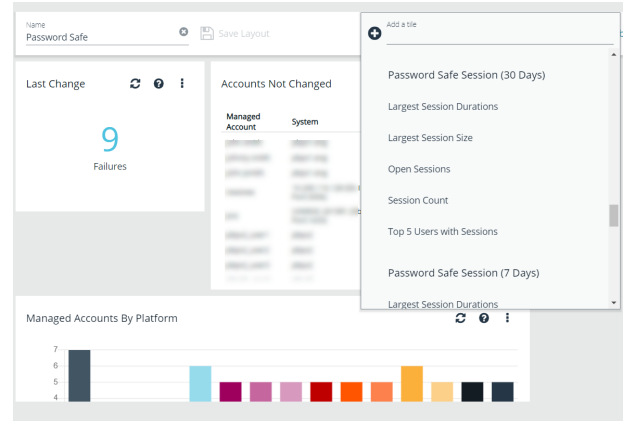 Name
Password Safe
Save Layout
Add a tile
Last Change
Accounts Not Changed
Managed
Account
System
9
Failures
Password Safe Session (30 Days)
Largest Session Durations
Largest Session Size
Open Sessions
Session Count
Top 5 Users with Sessions
Password Safe Session (7 Days)
Largest Session Durations
Managed Accounts By Platform
7
6
5
4